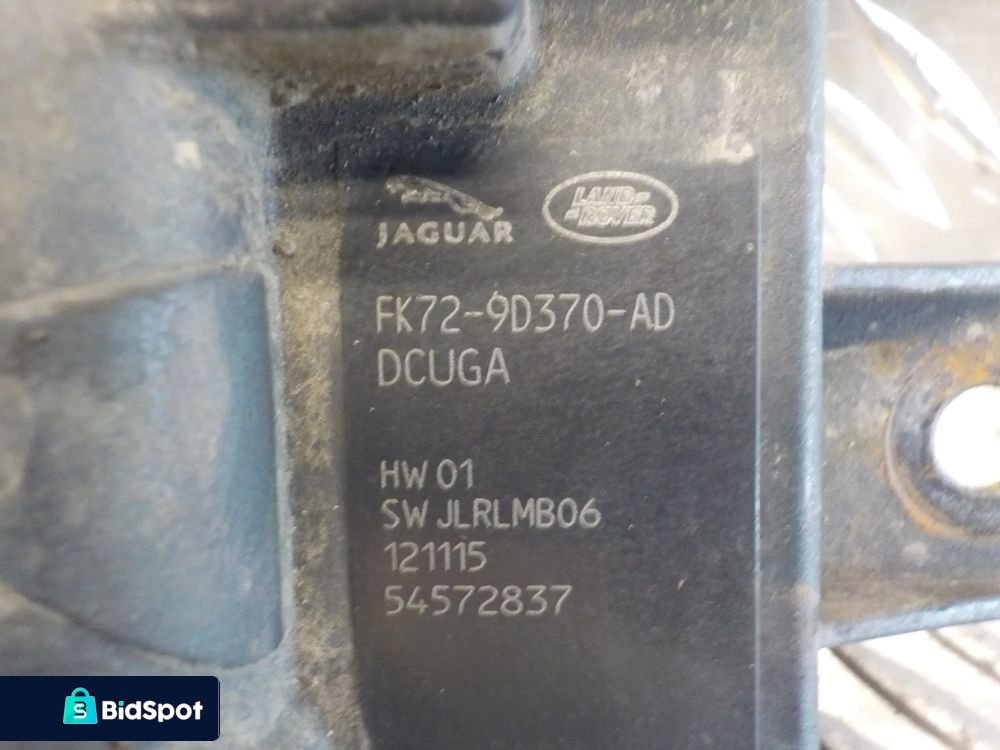 JAGUAR
LAND
ROVER
FK72-9D370-AD
DCUGA
HW 01
SW JLRLMB06
121115
54572837
BidSpot